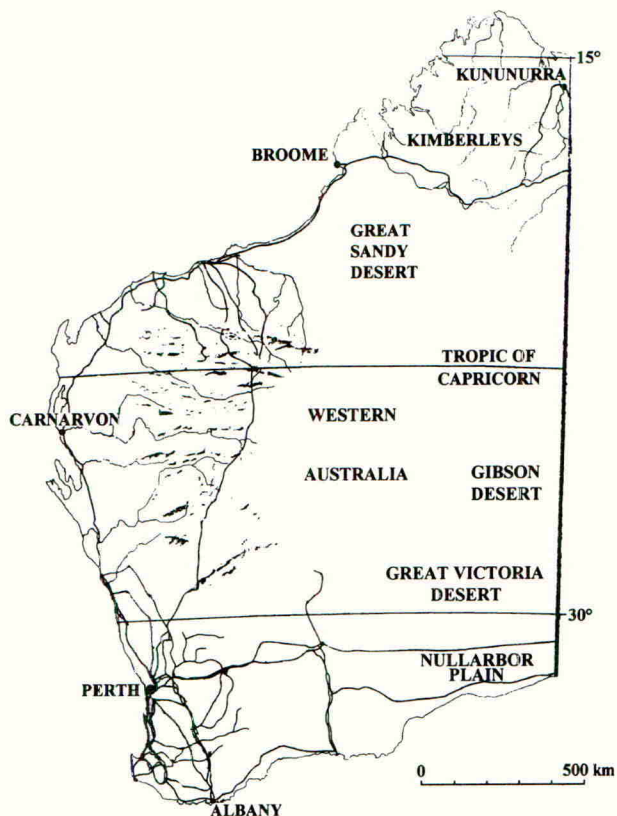 15°
KUNUNURRA
KIMBERLEYS
BROOME
GREAT
SANDY
DESERT
TROPIC OF
CAPRICORN
CARNARVON
WESTERN
AUSTRALIA
GIBSON
DESERT
GREAT VICTORIA
DESERT
30°
NULLARBOR
PLAIN
PERTH
0 500 km
ALBANY